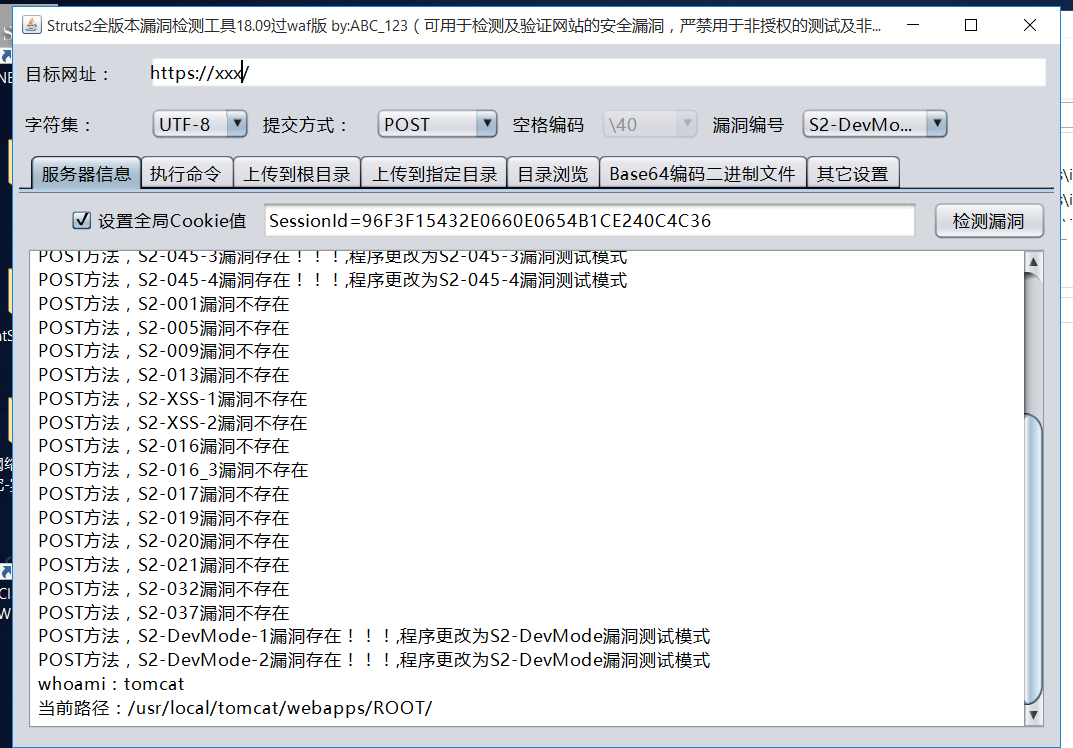 Struts2全版本漏洞检测工具18.09过waf版 by:ABC_123（可用于检测及验证网站的安全漏洞，严禁用于非授权的测试及非...
目标网址： https://xxx/
字符集： UTF-8 提交方式： POST 空格编码 \40 漏洞编号 S2-DevMo...
服务器信息 执行命令 上传到根目录 上传到指定目录 目录浏览 Base64编码二进制文件 其它设置
设置全局Cookie值 SessionId=96F3F15432E0660E0654B1CE240C4C36 检测漏洞
POST方法，S2-045-3漏洞存在！！！,程序更改为S2-045-3漏洞测试模式
POST方法，S2-045-4漏洞存在！！！,程序更改为S2-045-4漏洞测试模式
POST方法，S2-001漏洞不存在
POST方法，S2-005漏洞不存在
POST方法，S2-009漏洞不存在
POST方法，S2-013漏洞不存在
POST方法，S2-XSS-1漏洞不存在
POST方法，S2-XSS-2漏洞不存在
POST方法，S2-016漏洞不存在
POST方法，S2-016_3漏洞不存在
POST方法，S2-017漏洞不存在
POST方法，S2-019漏洞不存在
POST方法，S2-020漏洞不存在
POST方法，S2-021漏洞不存在
POST方法，S2-032漏洞不存在
POST方法，S2-037漏洞不存在
POST方法，S2-DevMode-1漏洞存在！！！,程序更改为S2-DevMode漏洞测试模式
POST方法，S2-DevMode-2漏洞存在！！！,程序更改为S2-DevMode漏洞测试模式
whoami：tomcat
当前路径：/usr/local/tomcat/webapps/ROOT/